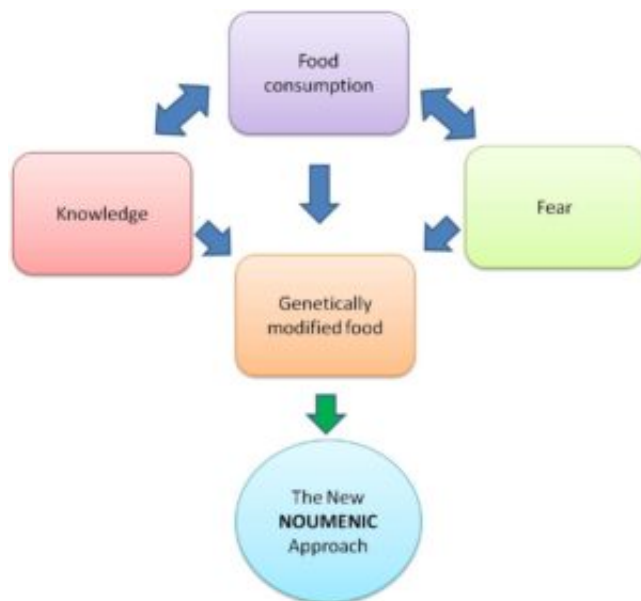 Food
consumption
Knowledge
Fear
Genetically
modified food
The New
NOUMENIC
Approach